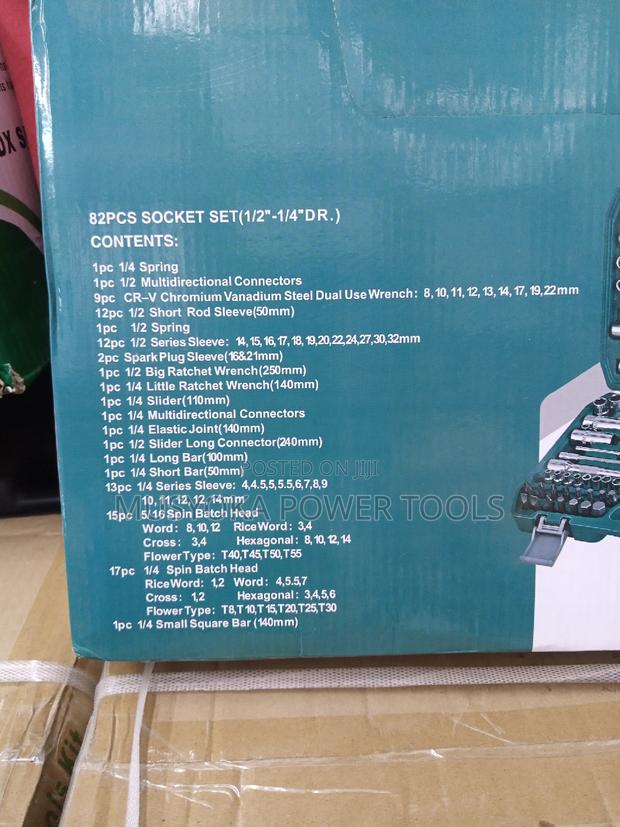 82PCS SOCKET SET(1/2"-1/4"DR.)
CONTENTS:
1pc 1/4 Spring
1pc 1/2 Multidirectional Connectors
9pc CR–V Chromium Vanadium Steel Dual Use Wrench: 8,10,11,12,13,14,17,19,22mm
12pc 1/2 Short Rod Sleeve(50mm)
1pc 1/2 Spring
12pc 1/2 Series Sleeve: 14,15,16,17,18,19,20,22,24,27,30,32mm
2pc Spark Plug Sleeve(16&21mm)
1pc 1/2 Big Ratchet Wrench(250mm)
1pc 1/4 Little Ratchet Wrench(140mm)
1pc 1/4 Slider(110mm)
1pc 1/4 Multidirectional Connectors
1pc 1/4 Elastic Joint(140mm)
1pc 1/2 Slider Long Connector(240mm)
1pc 1/4 Long Bar(100mm)
1pc 1/4 Short Bar(50mm)
POSTED ON JIJI
13pc 1/4 Series Sleeve: 4,4.5,5,5.5,6,7,8,9
10,11,12,12,14mm
POWER TOOLS
15pc 5/16 Spin Batch Head
Word: 8,10,12 Rice Word: 3,4
Cross: 3,4 Hexagonal: 8,10,12,14
Flower Type: T40,T45,T50,T55
17pc 1/4 Spin Batch Head
Rice Word: 1,2 Word: 4,5.5,7
Cross: 1,2 Hexagonal: 3,4,5,6
Flower Type: T8,T10,T15,T20,T25,T30
1pc 1/4 Small Square Bar (140mm)